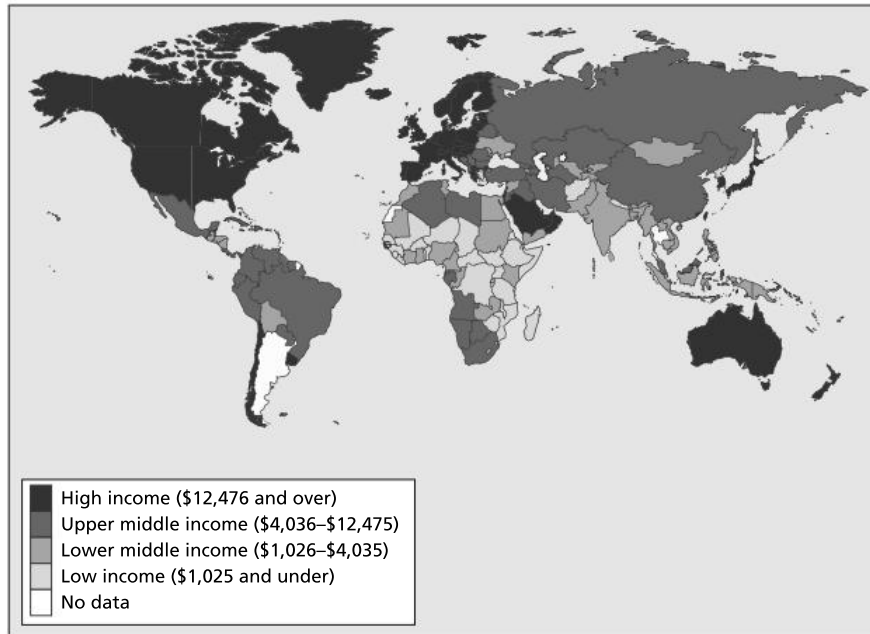 High income ($12,476 and over)
Upper middle income ($4,036–$12,475)
Lower middle income ($1,026–$4,035)
Low income ($1,025 and under)
No data